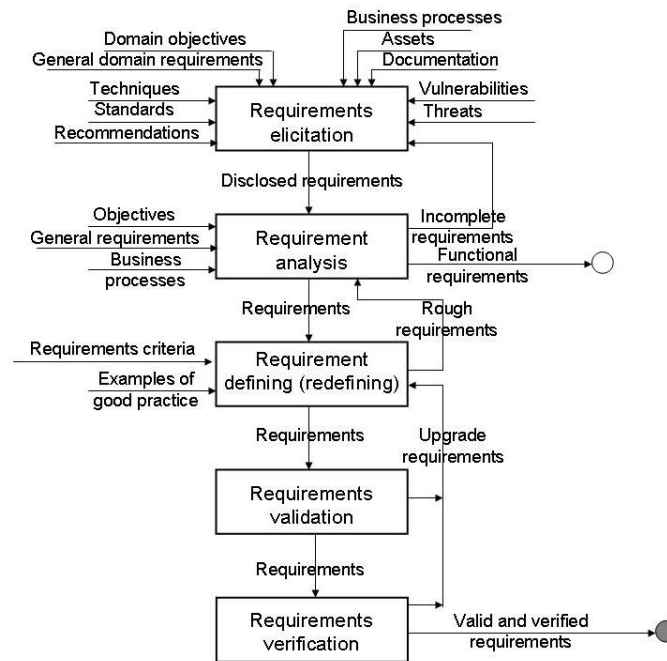 Business processes
Domain objectives
Assets
General domain requirements
Documentation
Techniques
Vulnerabilities
Standards
Threats
Recommendations
Requirements
elicitation
Disclosed requirements
Objectives
Incomplete
requirements
General requirements
Requirement
analysis
Functional
requirements
Business
processes
Requirements
Rough
requirements
Requirements criteria
Requirement
defining (redefining)
Examples of
good practice
Requirements
Upgrade
requirements
Requirements
validation
Requirements
Requirements
verification
Valid and verified
requirements